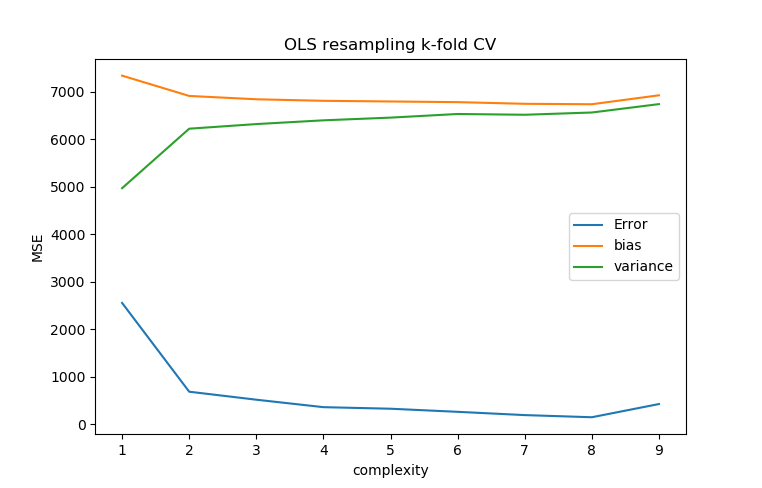 OLS resampling k-fold CV
7000
6000
5000
4000
3000
2000
1000
0
MSE
Error
bias
variance
1 2 3 4 5 6 7 8 9
complexity